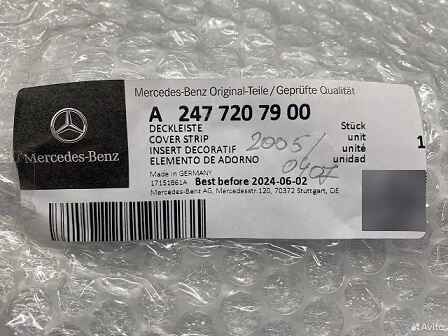 Mercedes-Benz Original-Teile/Geprüfte Qualität
A 247 720 79 00
DECKLEISTE Stück
COVER STRIP unit
INSERT DECORATIF unité
ELEMENTO DE ADORNO unidad
1
2005/
0607
Mercedes-Benz
Made in GERMANY
17151861A Best before 2024-06-02
Mercedes-Benz AG, Mercedesstr.120, 70372 Stuttgart, DE
Avito